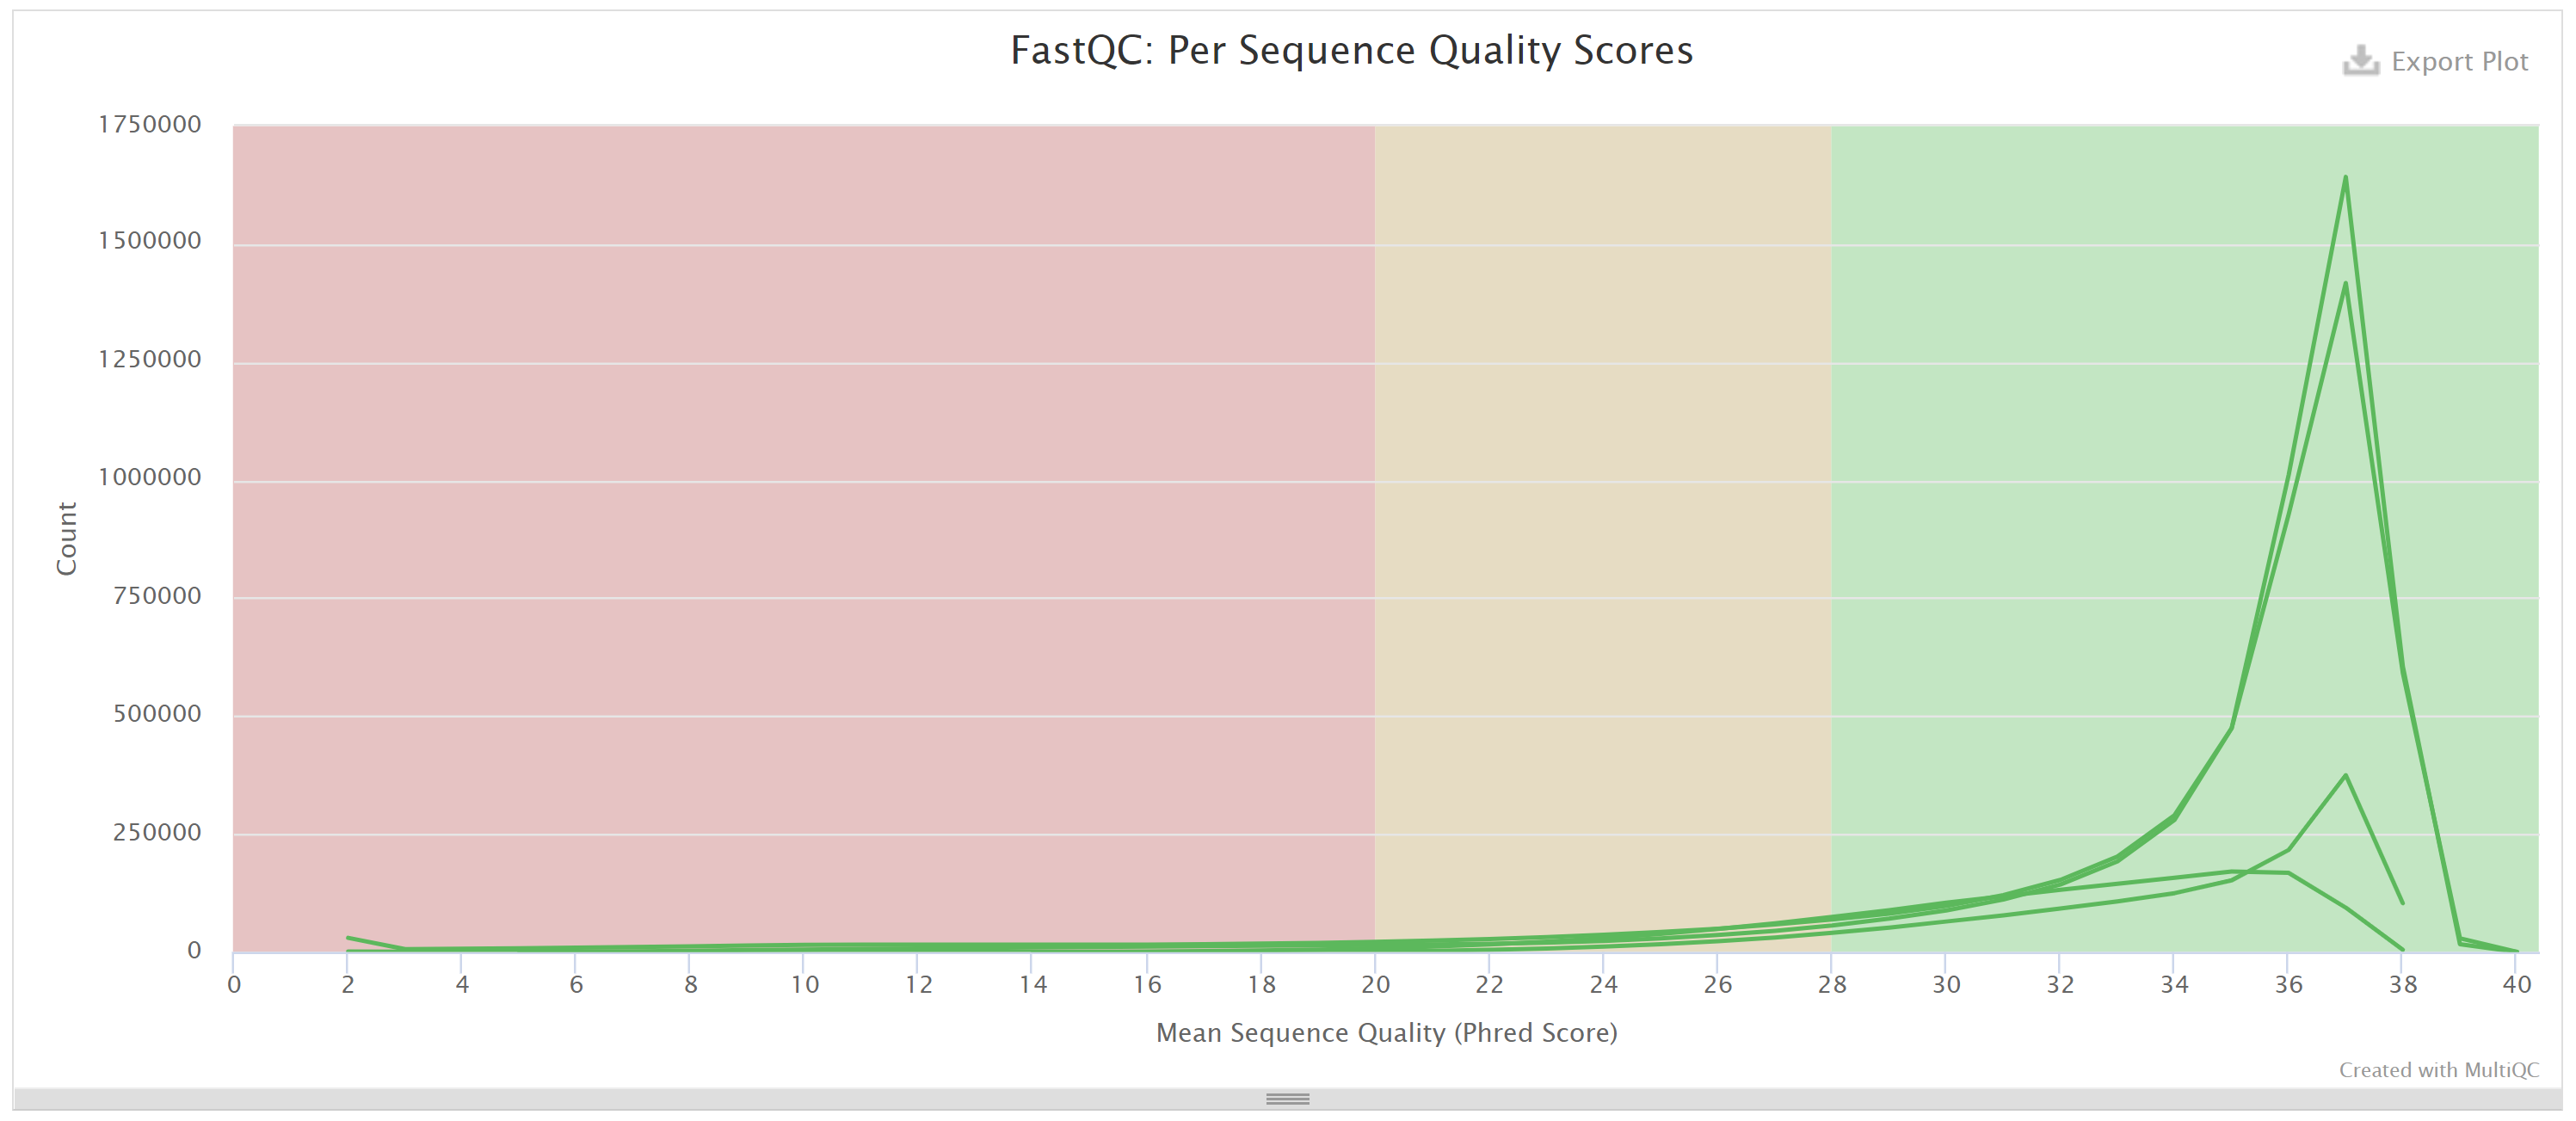 FastQC: Per Sequence Quality Scores
Export Plot
1750000
1500000
1250000
1000000
750000
500000
250000
0
Count
0 2 4 6 8 10 12 14 16 18 20 22 24 26 28 30 32 34 36 38 40
Mean Sequence Quality (Phred Score)
Created with MultiQC